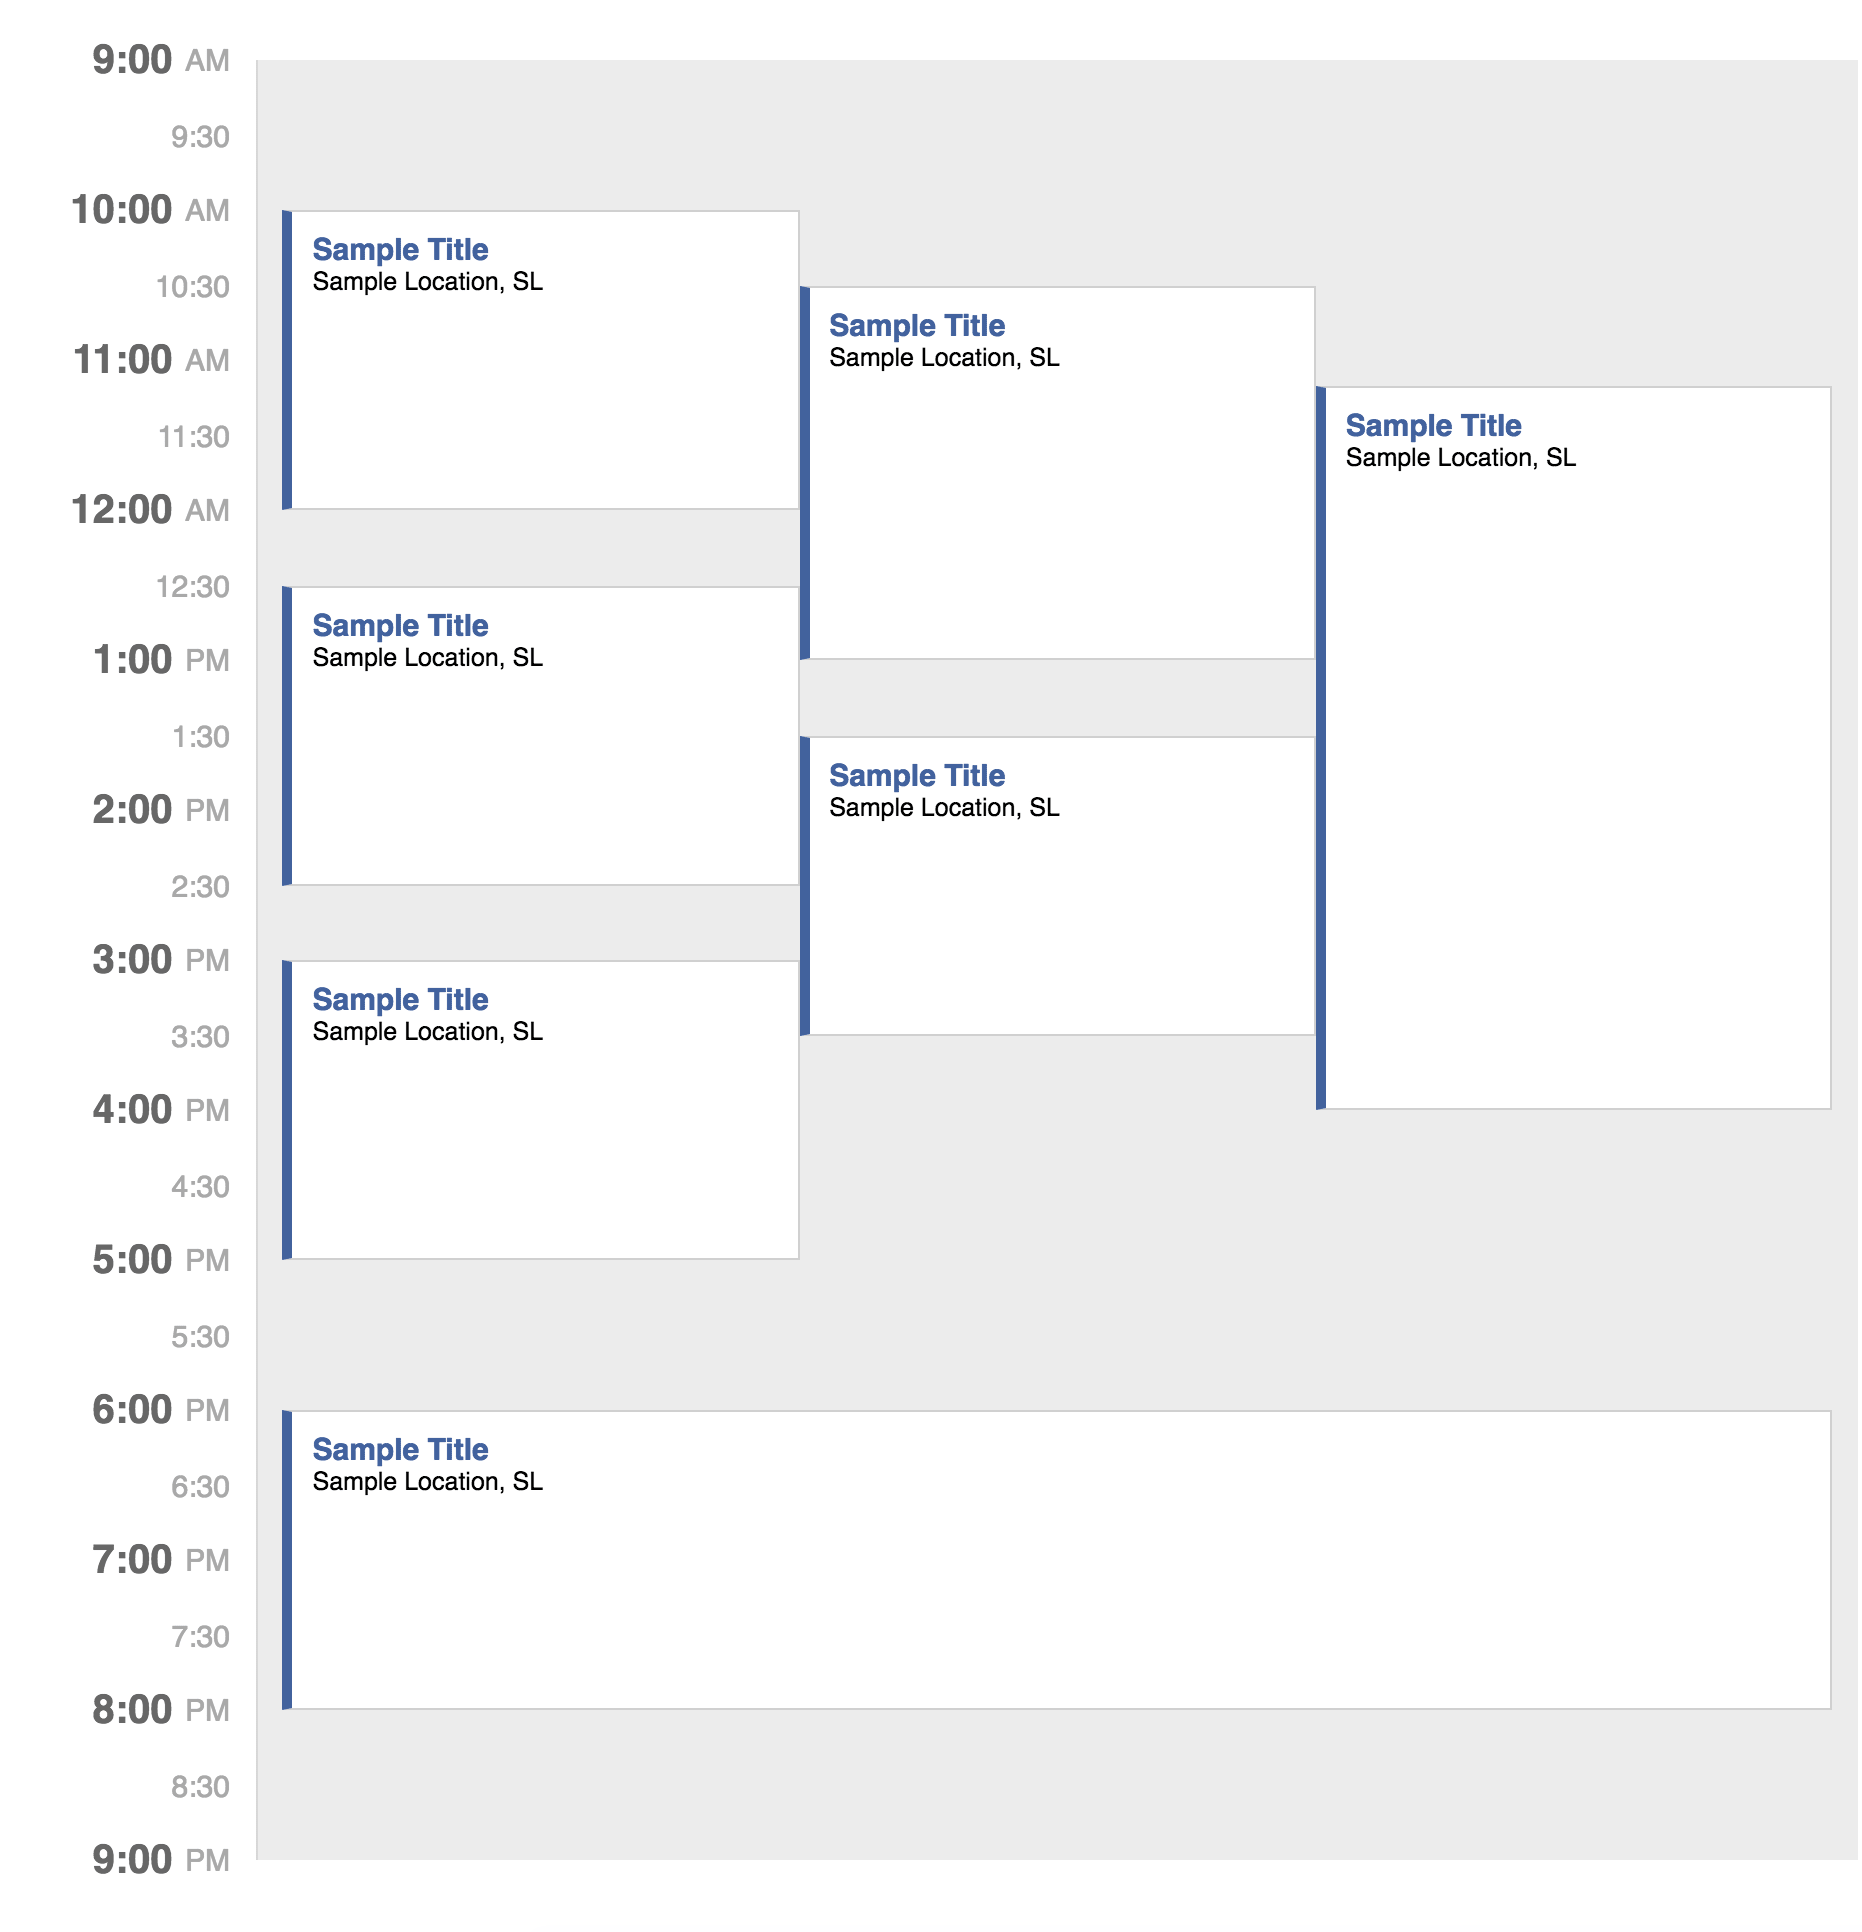 9:00 AM
9:30
10:00 AM
Sample Title
Sample Location, SL
10:30
Sample Title
Sample Location, SL
11:00 AM
Sample Title
Sample Location, SL
11:30
12:00 AM
12:30
Sample Title
Sample Location, SL
1:00 PM
1:30
Sample Title
Sample Location, SL
2:00 PM
2:30
3:00 PM
Sample Title
Sample Location, SL
3:30
4:00 PM
4:30
5:00 PM
5:30
6:00 PM
Sample Title
Sample Location, SL
6:30
7:00 PM
7:30
8:00 PM
8:30
9:00 PM